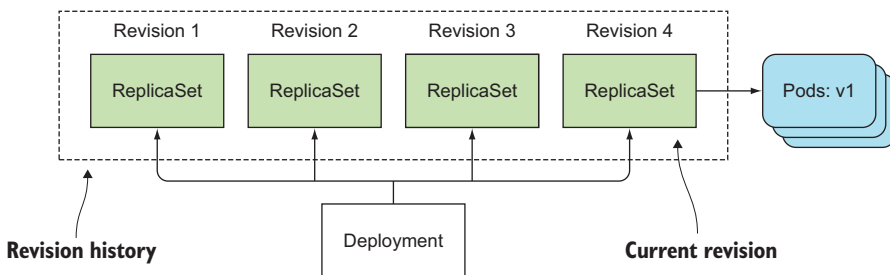 Revision 1
Revision 2
Revision 3
Revision 4
ReplicaSet
ReplicaSet
ReplicaSet
ReplicaSet
Pods: v1
Revision history
Deployment
Current revision